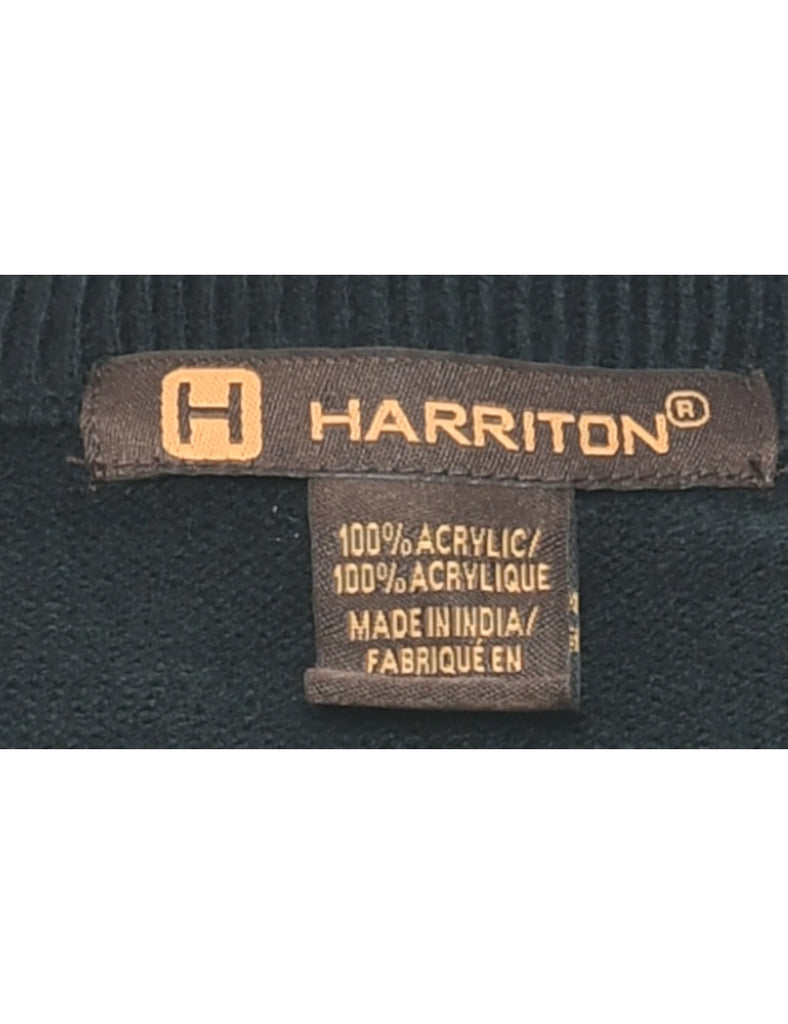 H HARRITON®
100% ACRYLIC/
100% ACRYLIQUE
MADE IN INDIA/
FABRIQUÉ EN